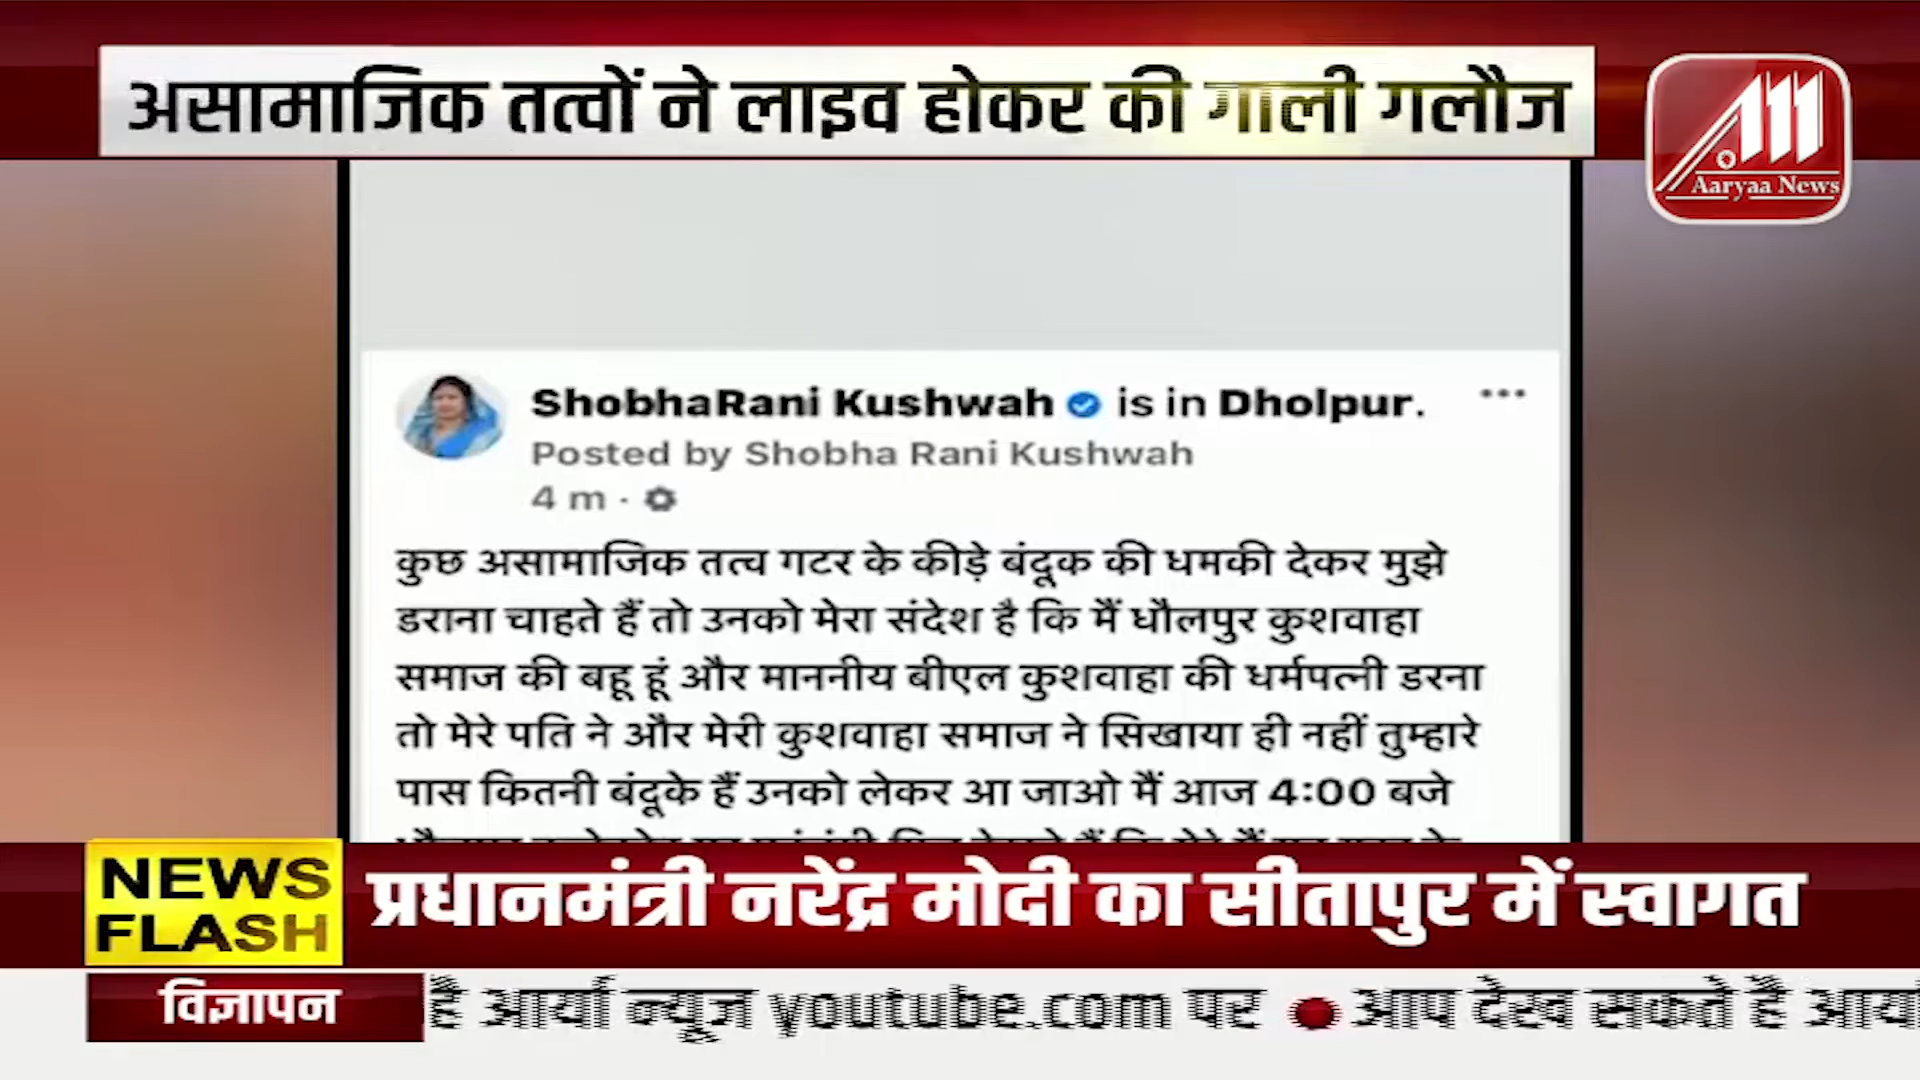 असामाजिक तत्वों ने लाइव होकर की गाली गलौज
Aaryaa News
ShobhaRani Kushwah is in Dholpur.
Posted by Shobha Rani Kushwah
4 m ·
कुछ असामाजिक तत्व गटर के कीड़े बंदूक की धमकी देकर मुझे
डराना चाहते हैं तो उनको मेरा संदेश है कि मैं धौलपुर कुशवाहा
समाज की बहू हूं और माननीय बीएल कुशवाहा की धर्मपत्नी डरना
तो मेरे पति ने और मेरी कुशवाहा समाज ने सिखाया ही नहीं तुम्हारे
पास कितनी बंदूके हैं उनको लेकर आ जाओ मैं आज 4:00 बजे
NEWS
FLASH
प्रधानमंत्री नरेंद्र मोदी का सीतापुर में स्वागत
विज्ञापन
है आर्या न्यूज youtube.com पर ● आप देख सकते है